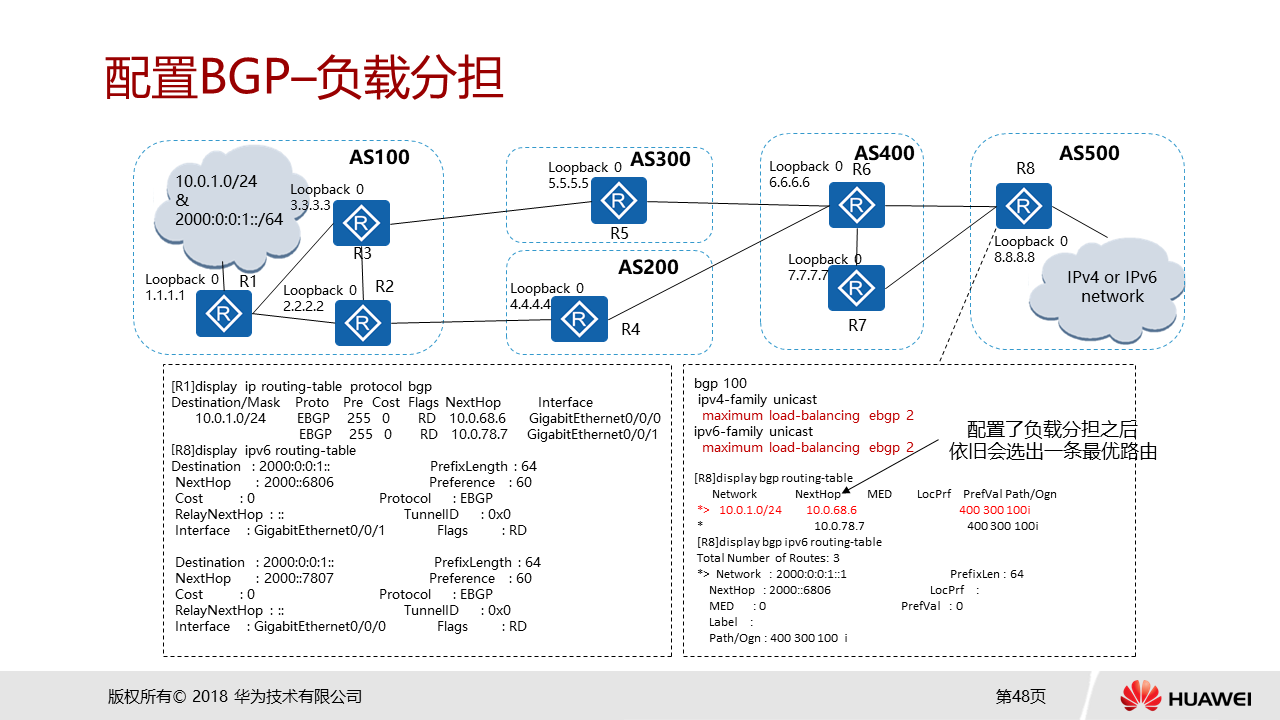 配置BGP–负载分担
AS100
10.0.1.0/24
&
2000:0:0:1::/64
Loopback 0
3.3.3.3
R3
Loopback 0
1.1.1.1
R1
Loopback 0
2.2.2.2
R2
AS300
Loopback 0
5.5.5.5
R5
AS200
Loopback 0
4.4.4.4
R4
AS400
Loopback 0
6.6.6.6
R6
Loopback 0
7.7.7.7
R7
AS500
R8
Loopback 0
8.8.8.8
IPv4 or IPv6
network
[R1]display ip routing-table protocol bgp
Destination/Mask Proto Pre Cost Flags NextHop Interface
10.0.1.0/24 EBGP 255 0 RD 10.0.68.6 GigabitEthernet0/0/0
EBGP 255 0 RD 10.0.78.7 GigabitEthernet0/0/1
[R8]display ipv6 routing-table
Destination : 2000:0:0:1:: PrefixLength : 64
NextHop : 2000::6806 Preference : 60
Cost : 0 Protocol : EBGP
RelayNextHop : :: TunnelID : 0x0
Interface : GigabitEthernet0/0/1 Flags : RD
Destination : 2000:0:0:1:: PrefixLength : 64
NextHop : 2000::7807 Preference : 60
Cost : 0 Protocol : EBGP
RelayNextHop : :: TunnelID : 0x0
Interface : GigabitEthernet0/0/0 Flags : RD
bgp 100
ipv4-family unicast
maximum load-balancing ebgp 2
ipv6-family unicast
maximum load-balancing ebgp 2
配置了负载分担之后
依旧会选出一条最优路由
[R8]display bgp routing-table
Network NextHop MED LocPrf PrefVal Path/Ogn
*> 10.0.1.0/24 10.0.68.6 400 300 100i
* 10.0.78.7 400 300 100i
[R8]display bgp ipv6 routing-table
Total Number of Routes: 3
*> Network : 2000:0:0:1::1 PrefixLen : 64
NextHop : 2000::6806 LocPrf :
MED : 0 PrefVal : 0
Label :
Path/Ogn : 400 300 100 i
版权所有© 2018 华为技术有限公司
第48页
HUAWEI